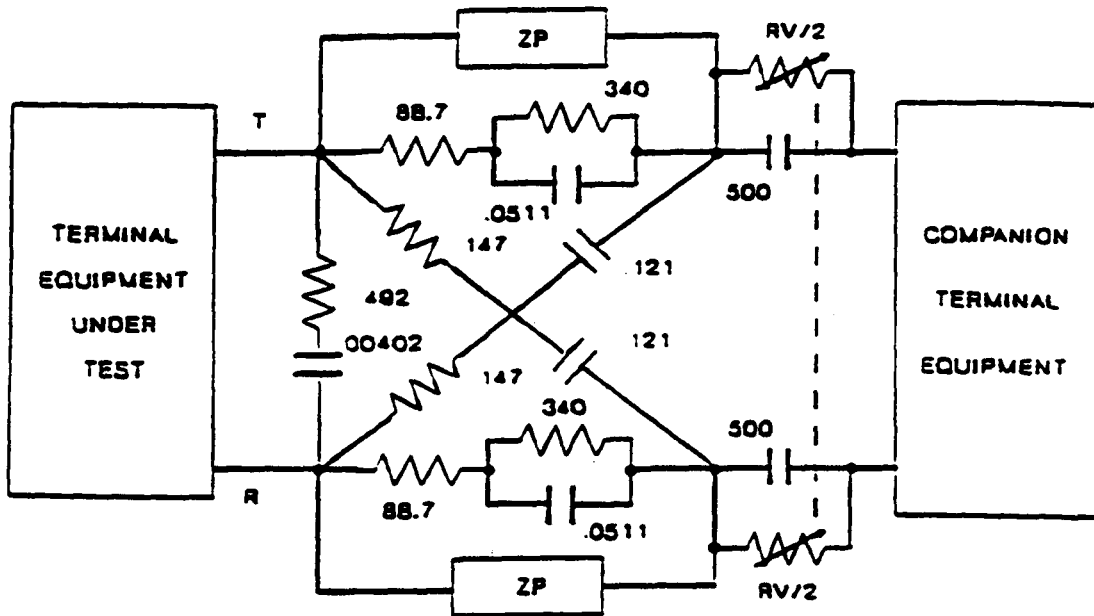 ZP
RV/2
340
88.7
T
.0511
500
TERMINAL
EQUIPMENT
UNDER
TEST
147
.121
492
.00402
121
147
COMPANION
TERMINAL
EQUIPMENT
340
500
R
88.7
.0511
ZP
RV/2